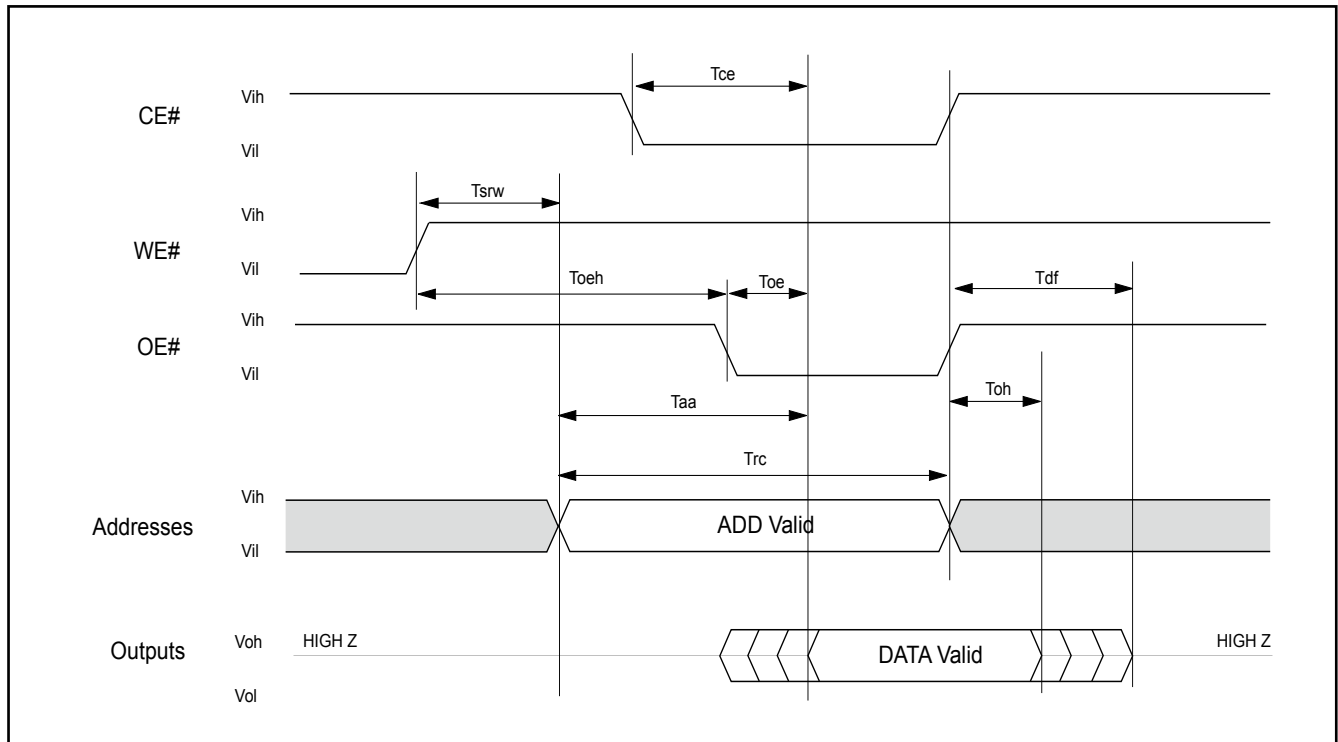 Tce
Vih
CE#
Vil
Tsrw
Vih
WE#
Vil
Toeh
Toe
Tdf
Vih
OE#
Vil
Toh
Taa
Trc
Vih
Addresses
ADD Valid
Vil
Voh
HIGH Z
HIGH Z
Outputs
DATA Valid
Vol